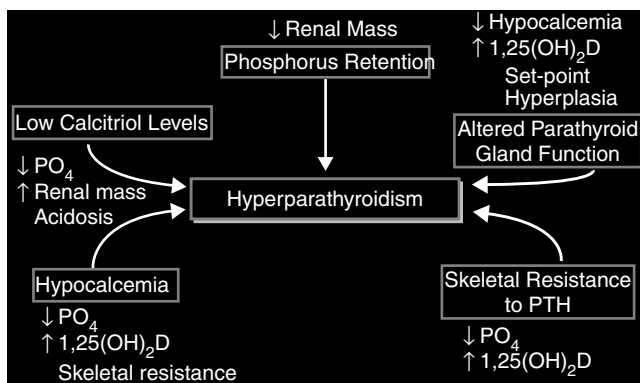 ↓ Renal Mass
Phosphorus Retention
↓ Hypocalcemia
↑ 1,25(OH)₂D
Set-point
Hyperplasia
Altered Parathyroid
Gland Function
Low Calcitriol Levels
↓ PO₄
↑ Renal mass
Acidosis
Hyperparathyroidism
Hypocalcemia
↓ PO₄
↑ 1,25(OH)₂D
Skeletal resistance
Skeletal Resistance
to PTH
↓ PO₄
↑ 1,25(OH)₂D